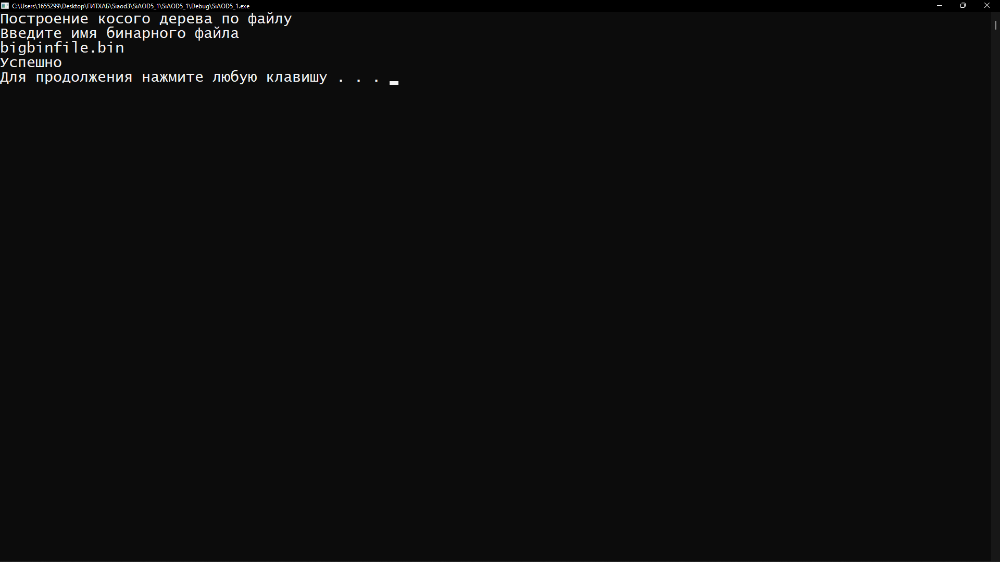 C:\Users\1655299\Desktop\ГИТХАБ\Siaod3\SiAOD5_1\SiAOD5_1\Debug\SiAOD5_1.exe
Построение косого дерева по файлу
Введите имя бинарного файла
bigbinfile.bin
Успешно
Для продолжения нажмите любую клавишу . . .